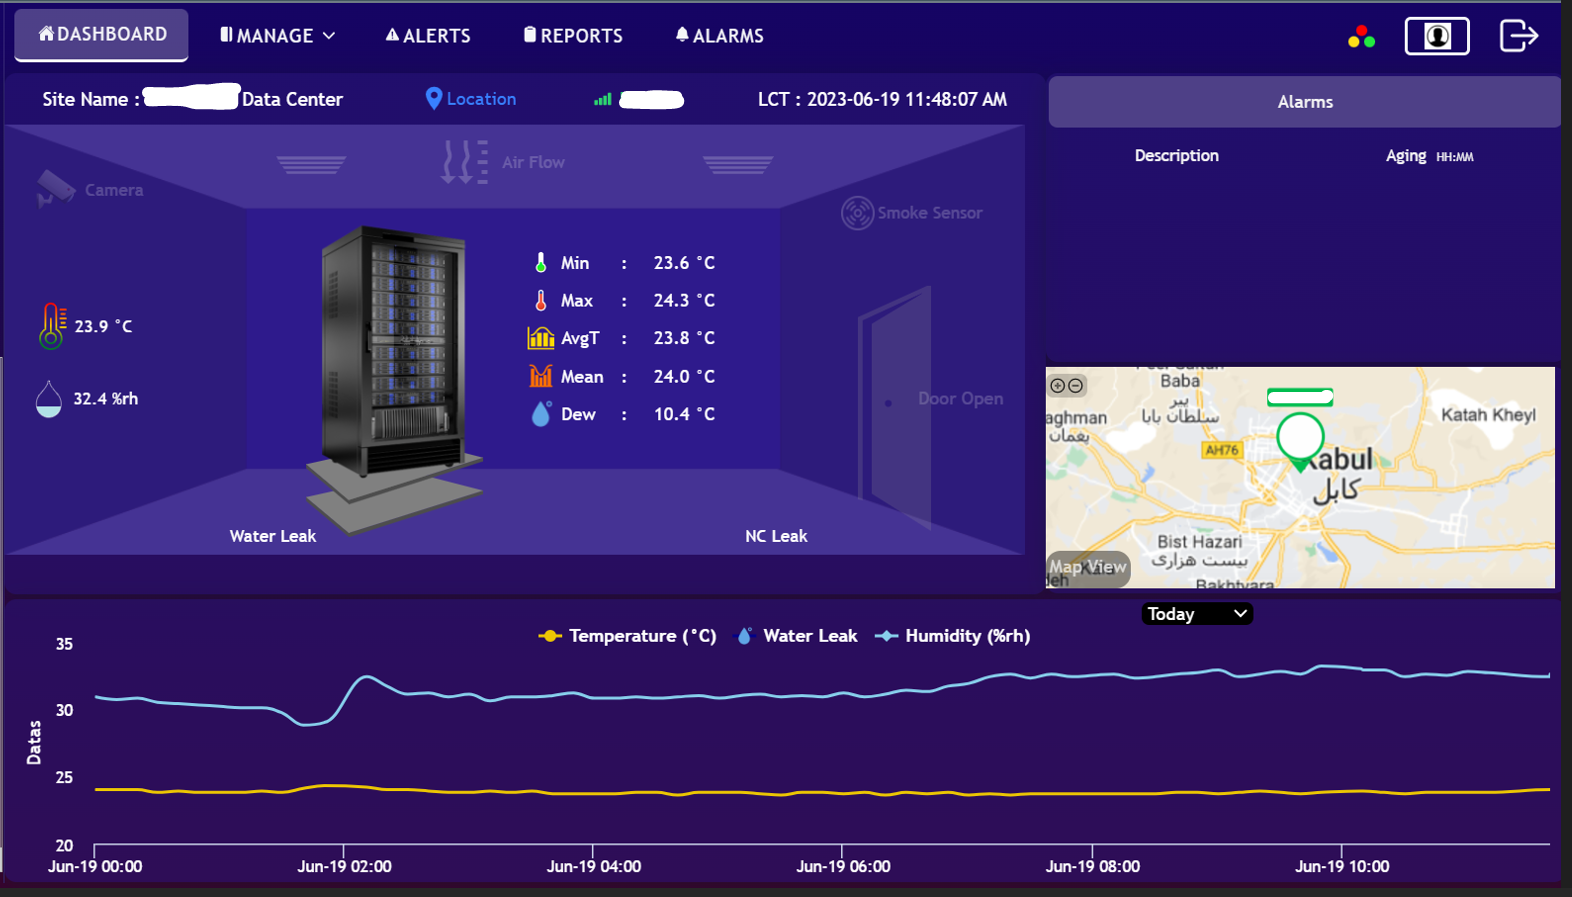 DASHBOARD MANAGE ALERTS REPORTS ALARMS
Site Name : Data Center Location LCT : 2023-06-19 11:48:07 AM
Alarms
Description Aging HH:MM
Camera
Air Flow
Smoke Sensor
23.9 °C
32.4 %rh
Min : 23.6 °C
Max : 24.3 °C
AvgT : 23.8 °C
Mean : 24.0 °C
Dew : 10.4 °C
Door Open
Water Leak
NC Leak
Baba
پیر
سلطان بابا
aghman
یغمان
Katah Kheyl
AH76
Kabul
کابل
Bist Hazari
بیست هزاری
Map View
Bakhtyara
Today
Temperature (°C) Water Leak Humidity (%rh)
Datas
35
30
25
20
Jun-19 00:00 Jun-19 02:00 Jun-19 04:00 Jun-19 06:00 Jun-19 08:00 Jun-19 10:00